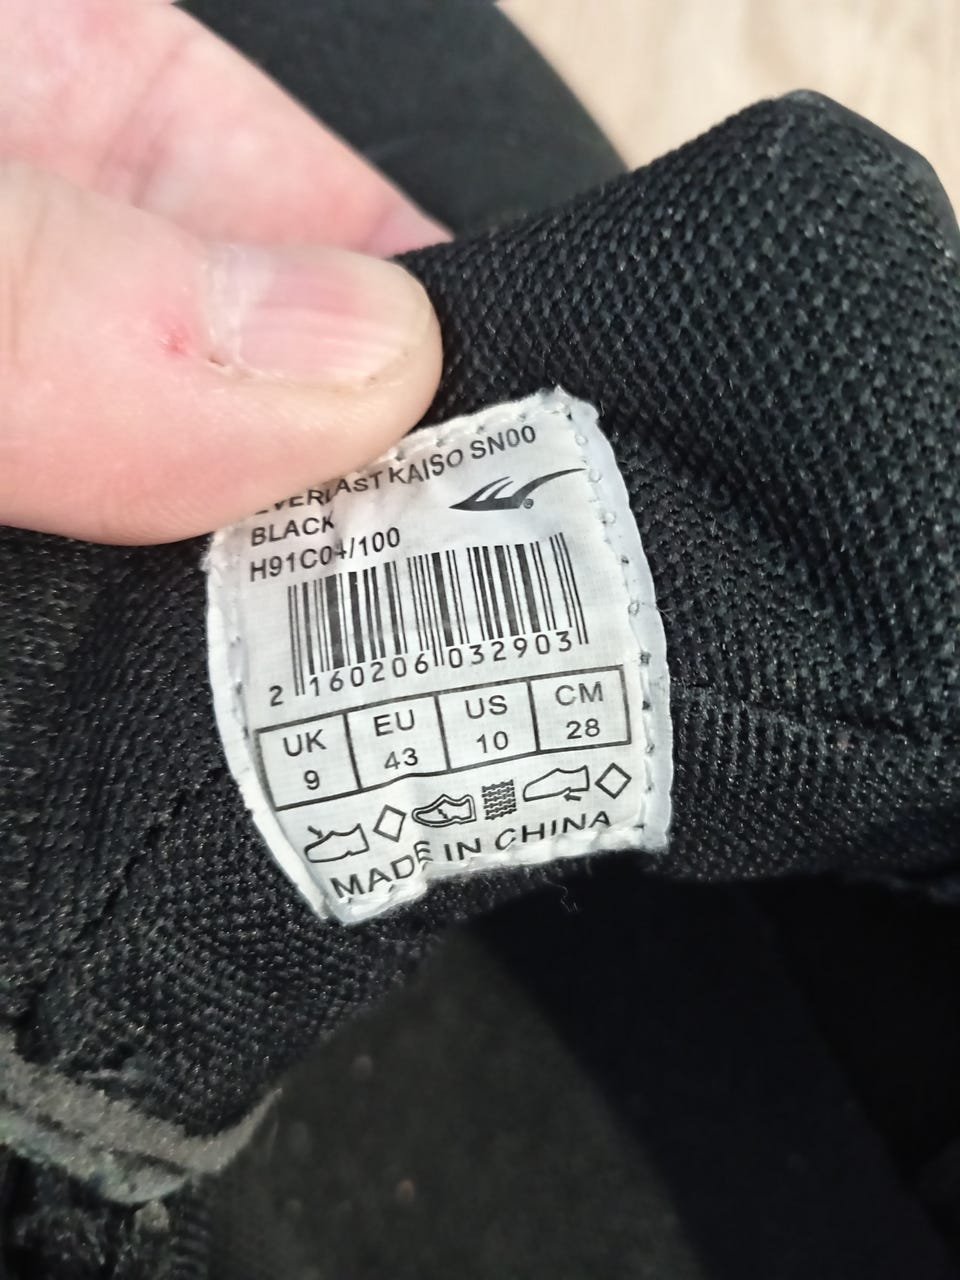 EVERLAST KAISO SN00
BLACK
H91C04/100
2 160206 032903
UK EU US CM
9 43 10 28
MADE IN CHINA